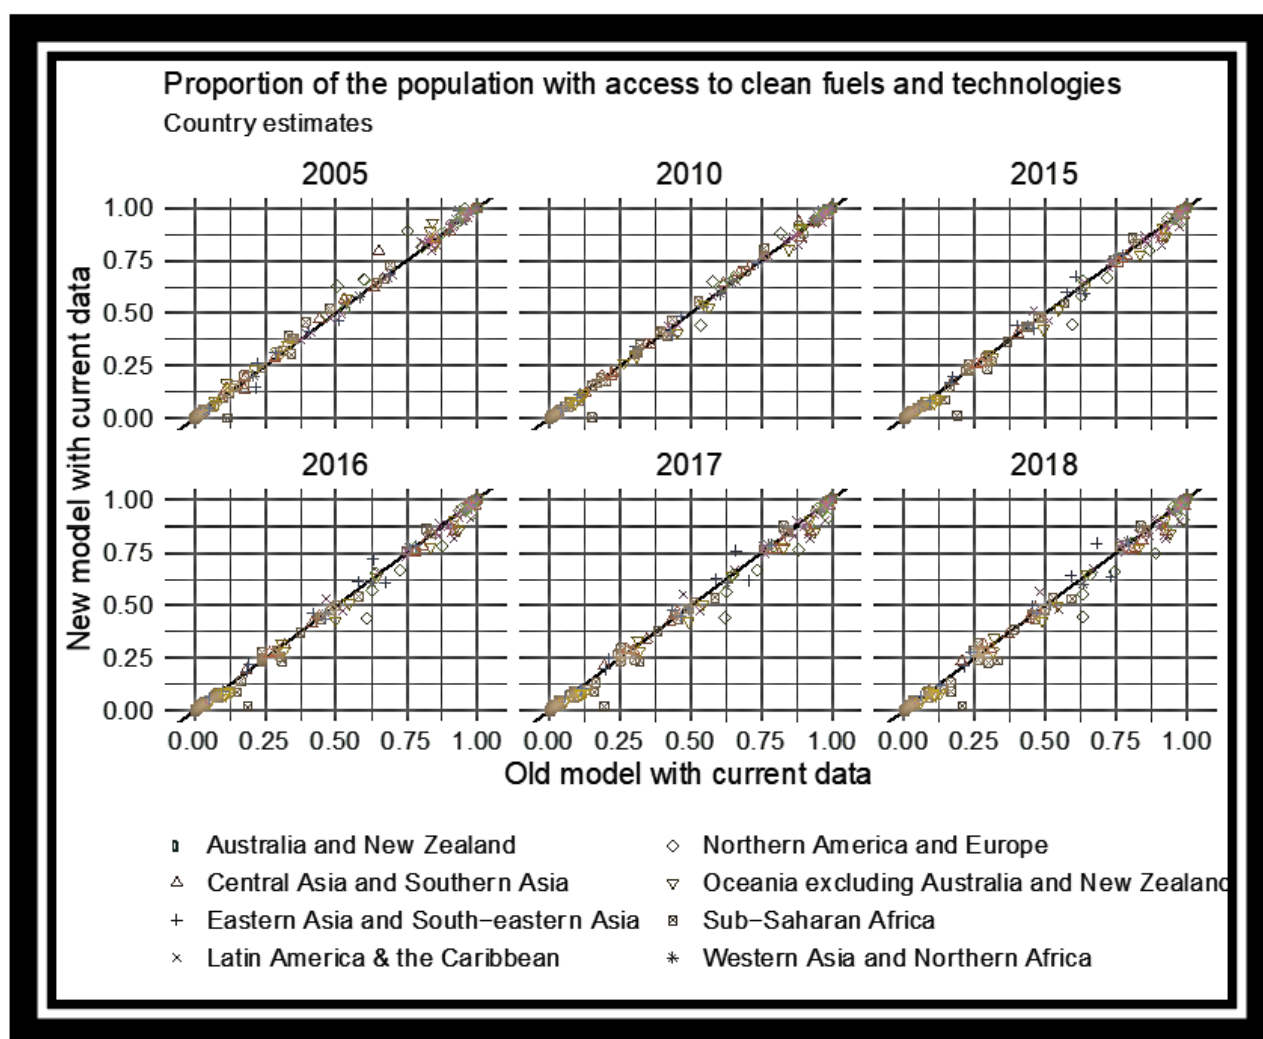 Proportion of the population with access to clean fuels and technologies
Country estimates
2005 2010 2015
1.00
0.75
0.50
0.25
0.00
2016 2017 2018
1.00
0.75
0.50
0.25
0.00
0.00 0.25 0.50 0.75 1.00 0.00 0.25 0.50 0.75 1.00 0.00 0.25 0.50 0.75 1.00
New model with current data
Old model with current data
Australia and New Zealand
Central Asia and Southern Asia
Eastern Asia and South−eastern Asia
Latin America & the Caribbean
Northern America and Europe
Oceania excluding Australia and New Zealand
Sub−Saharan Africa
Western Asia and Northern Africa